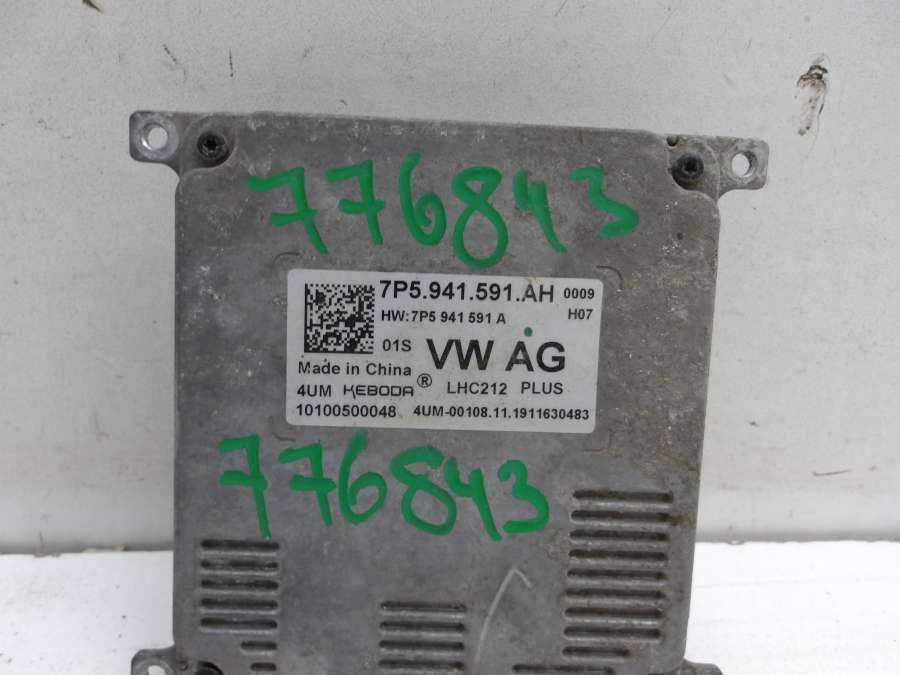 776843
7P5.941.591.AH 0009
HW:7P5 941 591 A H07
01S VW AG
Made in China
4UM KEBODA® LHC212 PLUS
10100500048 4UM-00108.11.1911630483
776843